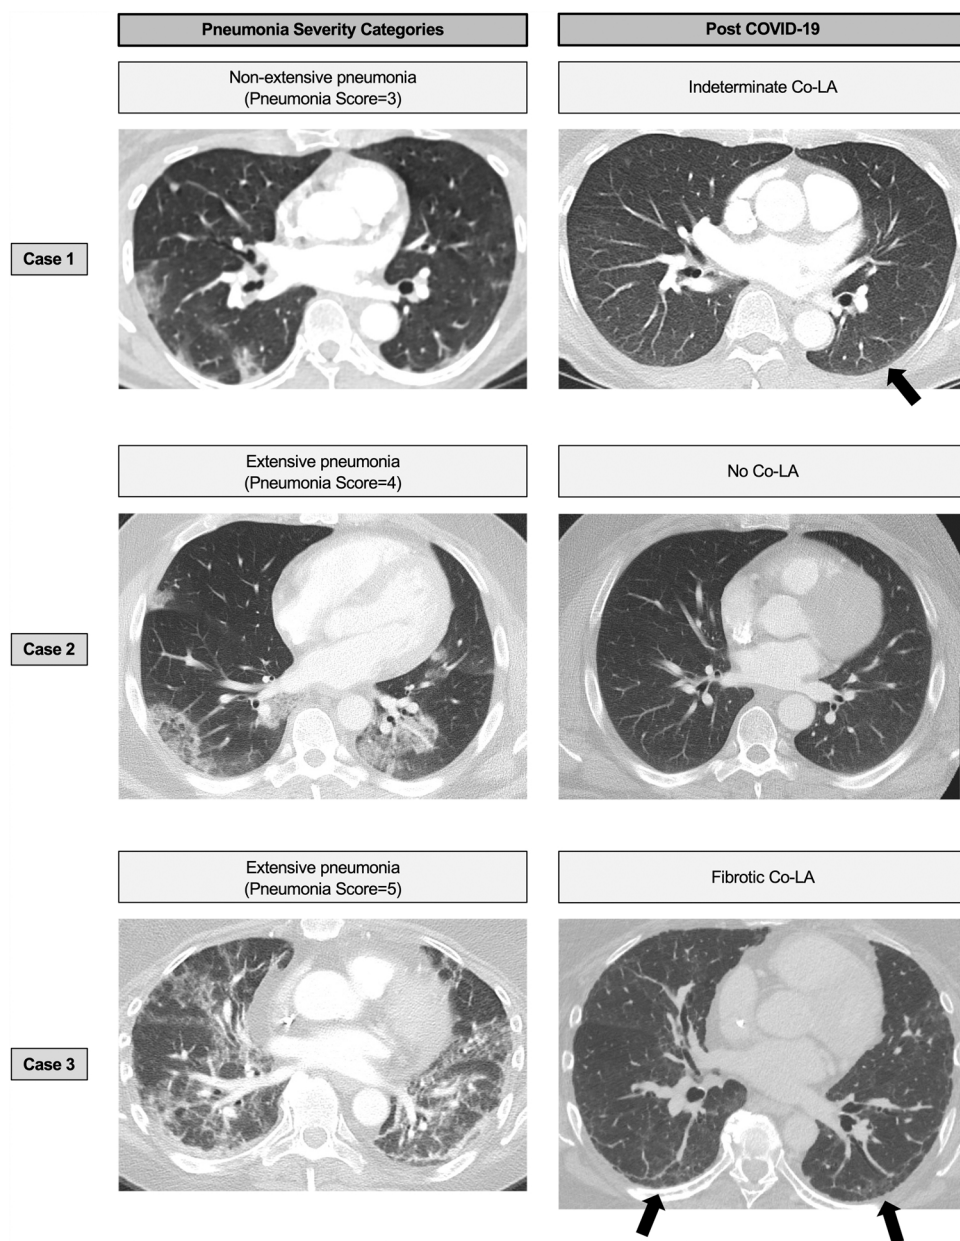 Pneumonia Severity Categories
Post COVID-19
Non-extensive pneumonia
(Pneumonia Score=3)
Indeterminate Co-LA
Case 1
Extensive pneumonia
(Pneumonia Score=4)
No Co-LA
Case 2
Extensive pneumonia
(Pneumonia Score=5)
Fibrotic Co-LA
Case 3